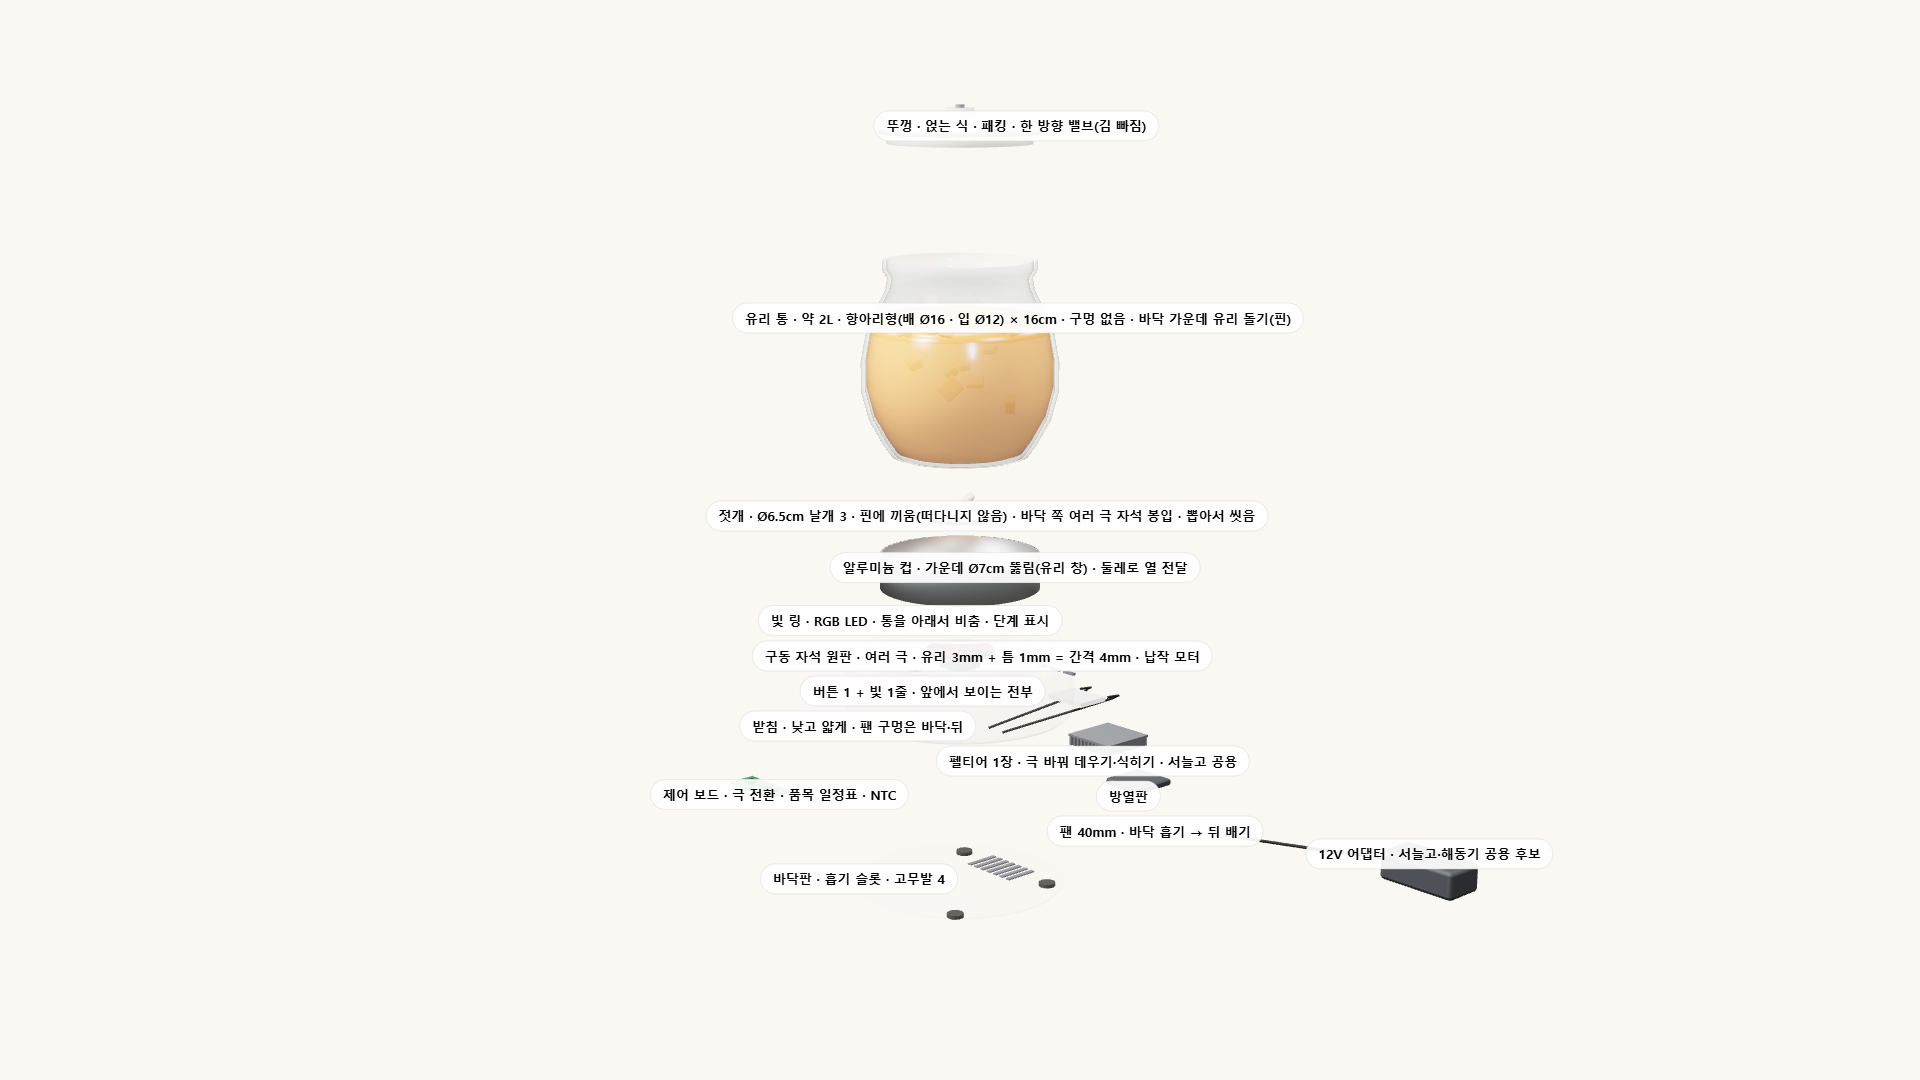 뚜껑 · 얹는 식 · 패킹 · 한 방향 밸브(김 빠짐)
유리 통 · 약 2L · 항아리형(배 Ø16 · 입 Ø12) × 16cm · 구멍 없음 · 바닥 가운데 유리 돌기(핀)
젓개 · Ø6.5cm 날개 3 · 핀에 끼움(떠다니지 않음) · 바닥 쪽 여러 극 자석 봉입 · 뽑아서 씻음
알루미늄 컵 · 가운데 Ø7cm 뚫림(유리 창) · 둘레로 열 전달
빛 링 · RGB LED · 통을 아래서 비춤 · 단계 표시
구동 자석 원판 · 여러 극 · 유리 3mm + 틈 1mm = 간격 4mm · 납작 모터
버튼 1 + 빛 1줄 · 앞에서 보이는 전부
받침 · 낮고 얇게 · 팬 구멍은 바닥·뒤
펠티어 1장 · 극 바꿔 데우기·식히기 · 서늘고 공용
제어 보드 · 극 전환 · 품목 일정표 · NTC
방열판
팬 40mm · 바닥 흡기 → 뒤 배기
12V 어댑터 · 서늘고·해동기 공용 후보
바닥판 · 흡기 슬롯 · 고무발 4